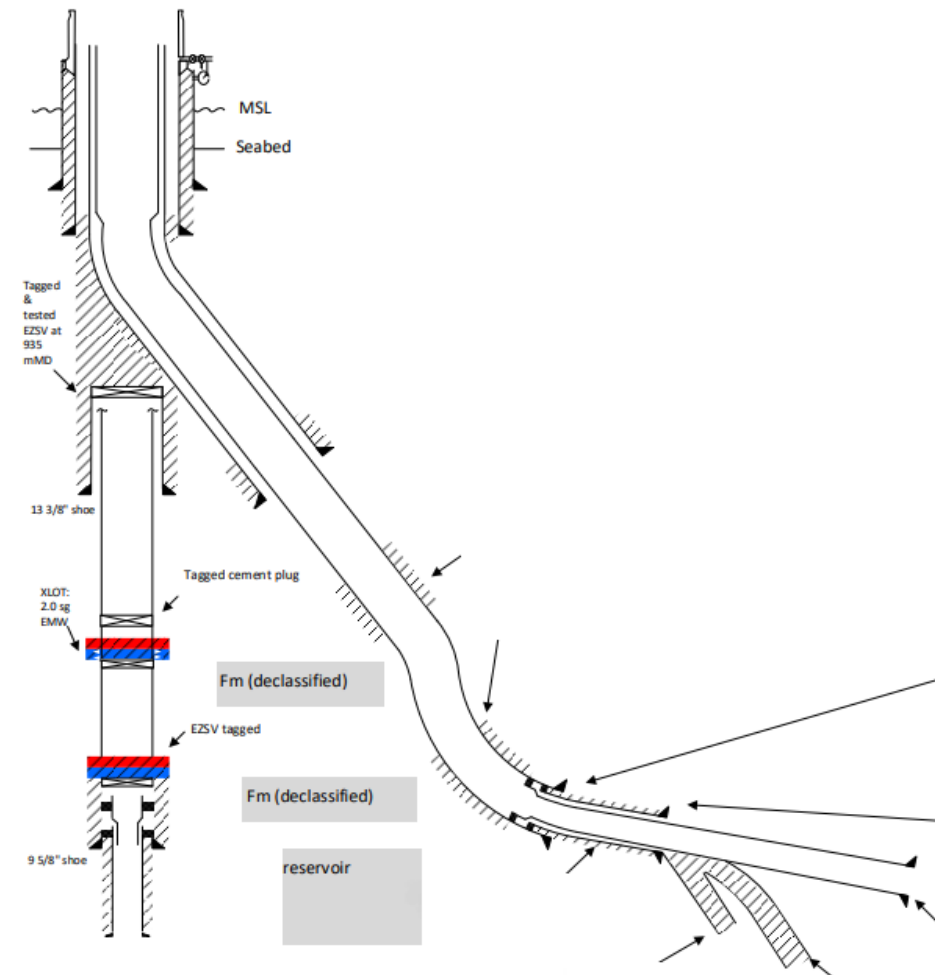 MSL
Seabed
Tagged
&
tested
EZSV at
935
mMD
13 3/8" shoe
Tagged cement plug
XLOT:
2.0 sg
EMW
Fm (declassified)
EZSV tagged
Fm (declassified)
9 5/8" shoe
reservoir